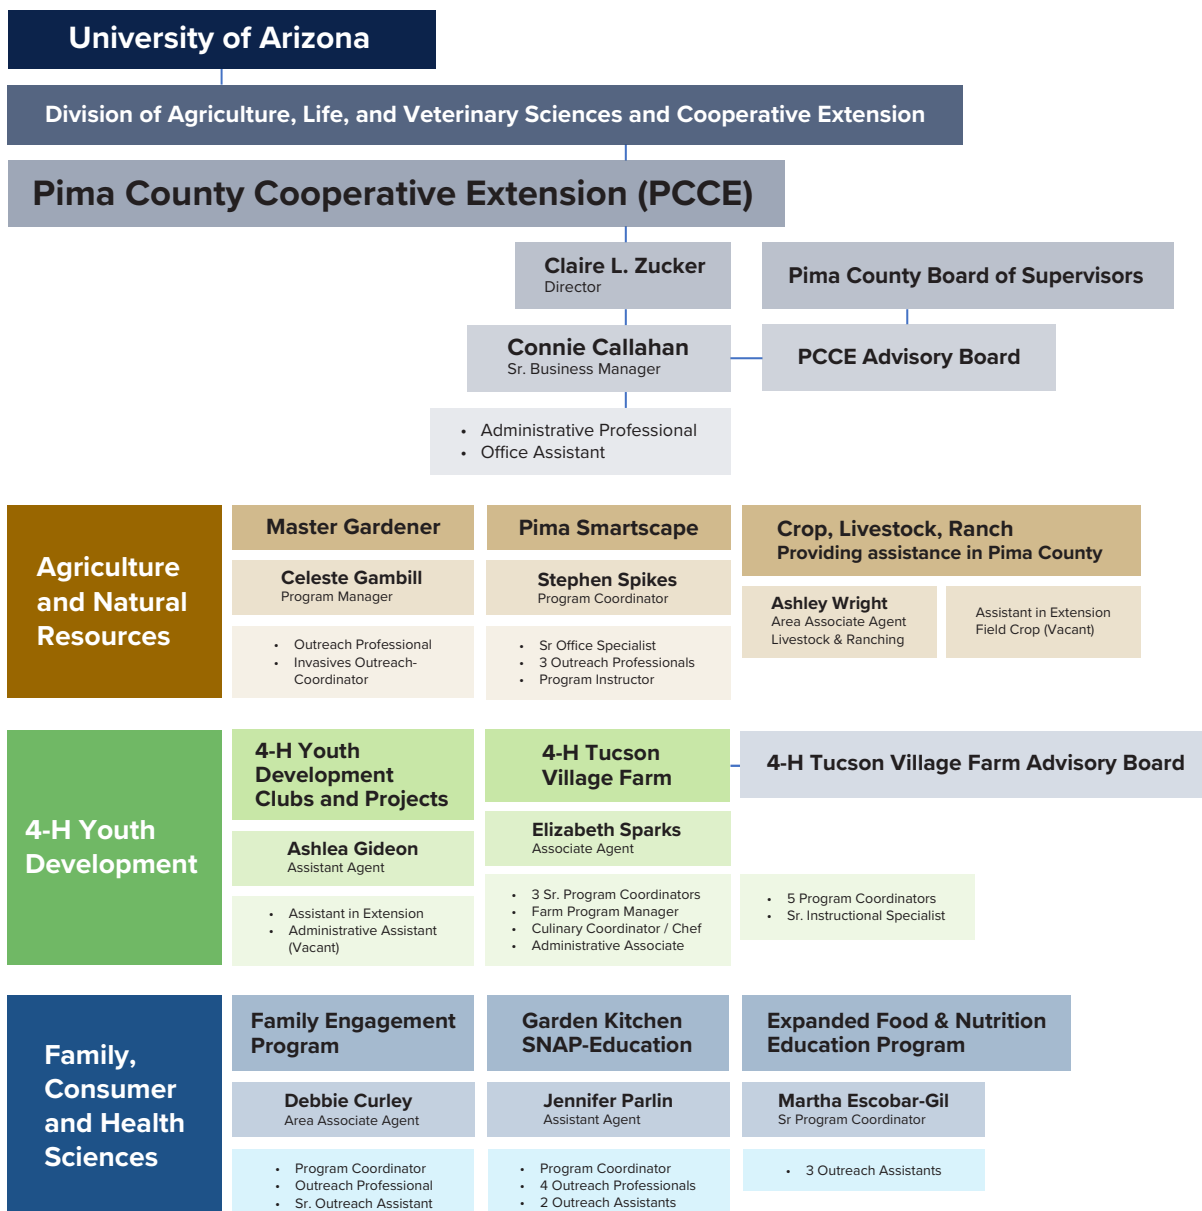 University of Arizona
Division of Agriculture, Life, and Veterinary Sciences and Cooperative Extension
Pima County Cooperative Extension (PCCE)
Claire L. Zucker
Director
Pima County Board of Supervisors
Connie Callahan
Sr. Business Manager
PCCE Advisory Board
• Administrative Professional
• Office Assistant
Agriculture
and Natural
Resources
Master Gardener
Celeste Gambill
Program Manager
• Outreach Professional
• Invasives Outreach-
Coordinator
Pima Smartscape
Stephen Spikes
Program Coordinator
• Sr Office Specialist
• 3 Outreach Professionals
• Program Instructor
Crop, Livestock, Ranch
Providing assistance in Pima County
Ashley Wright
Area Associate Agent
Livestock & Ranching
Assistant in Extension
Field Crop (Vacant)
4-H Youth
Development
4-H Youth
Development
Clubs and Projects
Ashlea Gideon
Assistant Agent
• Assistant in Extension
• Administrative Assistant
(Vacant)
4-H Tucson
Village Farm
Elizabeth Sparks
Associate Agent
• 3 Sr. Program Coordinators
• Farm Program Manager
• Culinary Coordinator / Chef
• Administrative Associate
4-H Tucson Village Farm Advisory Board
• 5 Program Coordinators
• Sr. Instructional Specialist
Family,
Consumer
and Health
Sciences
Family Engagement
Program
Debbie Curley
Area Associate Agent
• Program Coordinator
• Outreach Professional
• Sr. Outreach Assistant
Garden Kitchen
SNAP-Education
Jennifer Parlin
Assistant Agent
• Program Coordinator
• 4 Outreach Professionals
• 2 Outreach Assistants
Expanded Food & Nutrition
Education Program
Martha Escobar-Gil
Sr Program Coordinator
• 3 Outreach Assistants